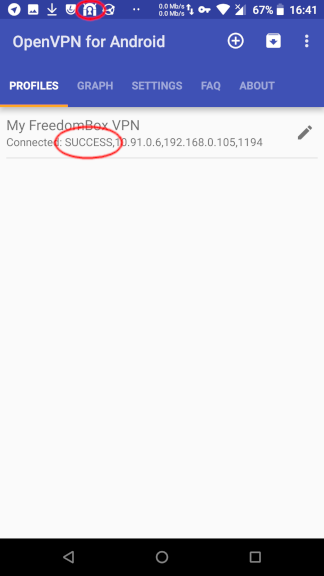 0.0 Mb/s
0.0 Mb/s
67% 16:41
OpenVPN for Android
PROFILES GRAPH SETTINGS FAQ ABOUT
My FreedomBox VPN
Connected: SUCCESS,10.91.0.6,192.168.0.105,1194